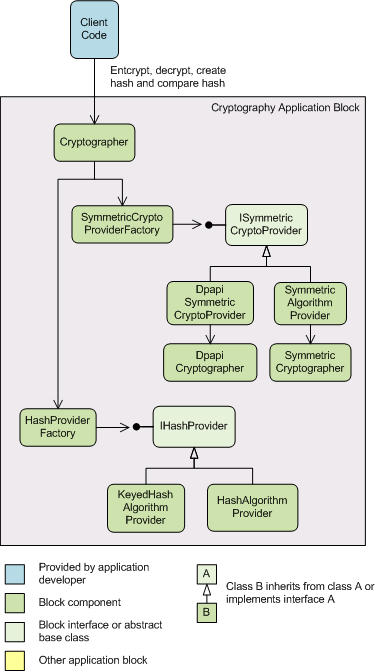 Client
Code
Entcrypt, decrypt, create
hash and compare hash
Cryptography Application Block
Cryptographer
SymmetricCrypto
ProviderFactory
ISymmetric
CryptoProvider
Dpapi
Symmetric
CryptoProvider
Symmetric
Algorithm
Provider
Dpapi
Cryptographer
Symmetric
Cryptographer
HashProvider
Factory
IHashProvider
KeyedHash
Algorithm
Provider
HashAlgorithm
Provider
Provided by application
developer
Block component
Block interface or abstract
base class
Other application block
A
B
Class B inherits from class A or
implements interface A